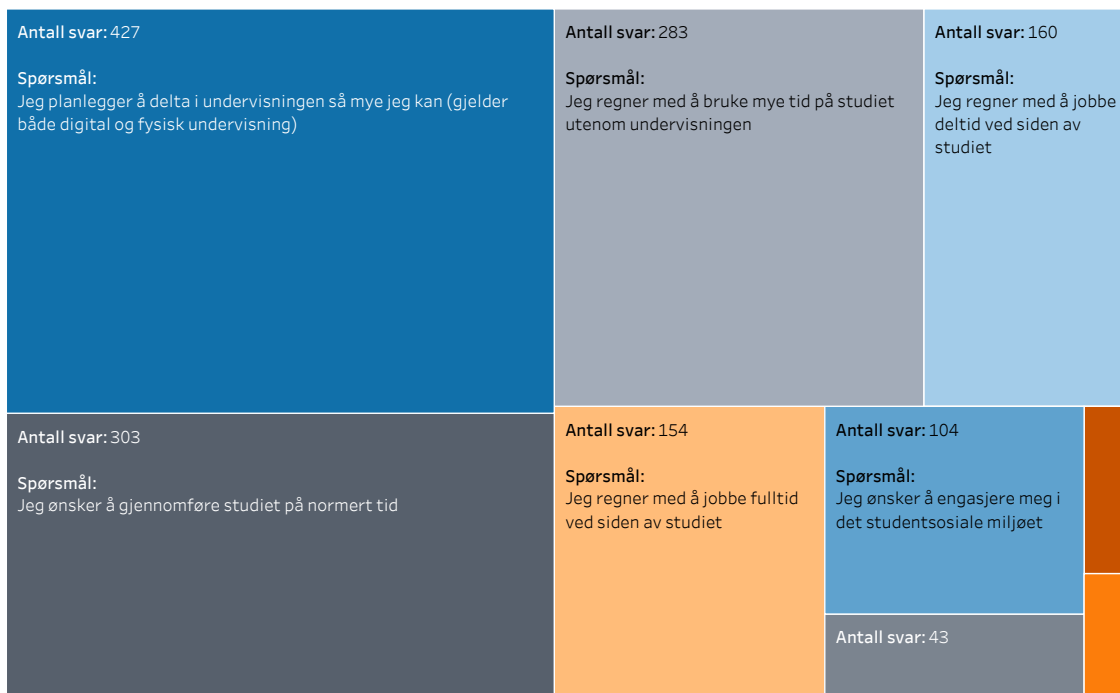 Antall svar: 427
Spørsmål:
Jeg planlegger å delta i undervisningen så mye jeg kan (gjelder
både digital og fysisk undervisning)
Antall svar: 283
Spørsmål:
Jeg regner med å bruke mye tid på studiet
utenom undervisningen
Antall svar: 160
Spørsmål:
Jeg regner med å jobbe
deltid ved siden av
studiet
Antall svar: 303
Spørsmål:
Jeg ønsker å gjennomføre studiet på normert tid
Antall svar: 154
Spørsmål:
Jeg regner med å jobbe fulltid
ved siden av studiet
Antall svar: 104
Spørsmål:
Jeg ønsker å engasjere meg i
det studentsosiale miljøet
Antall svar: 43